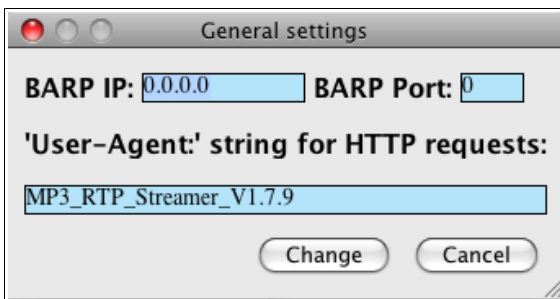 General settings
BARP IP: 0.0.0.0 BARP Port: 0
'User-Agent:' string for HTTP requests:
MP3_RTP_Streamer_V1.7.9
Change Cancel